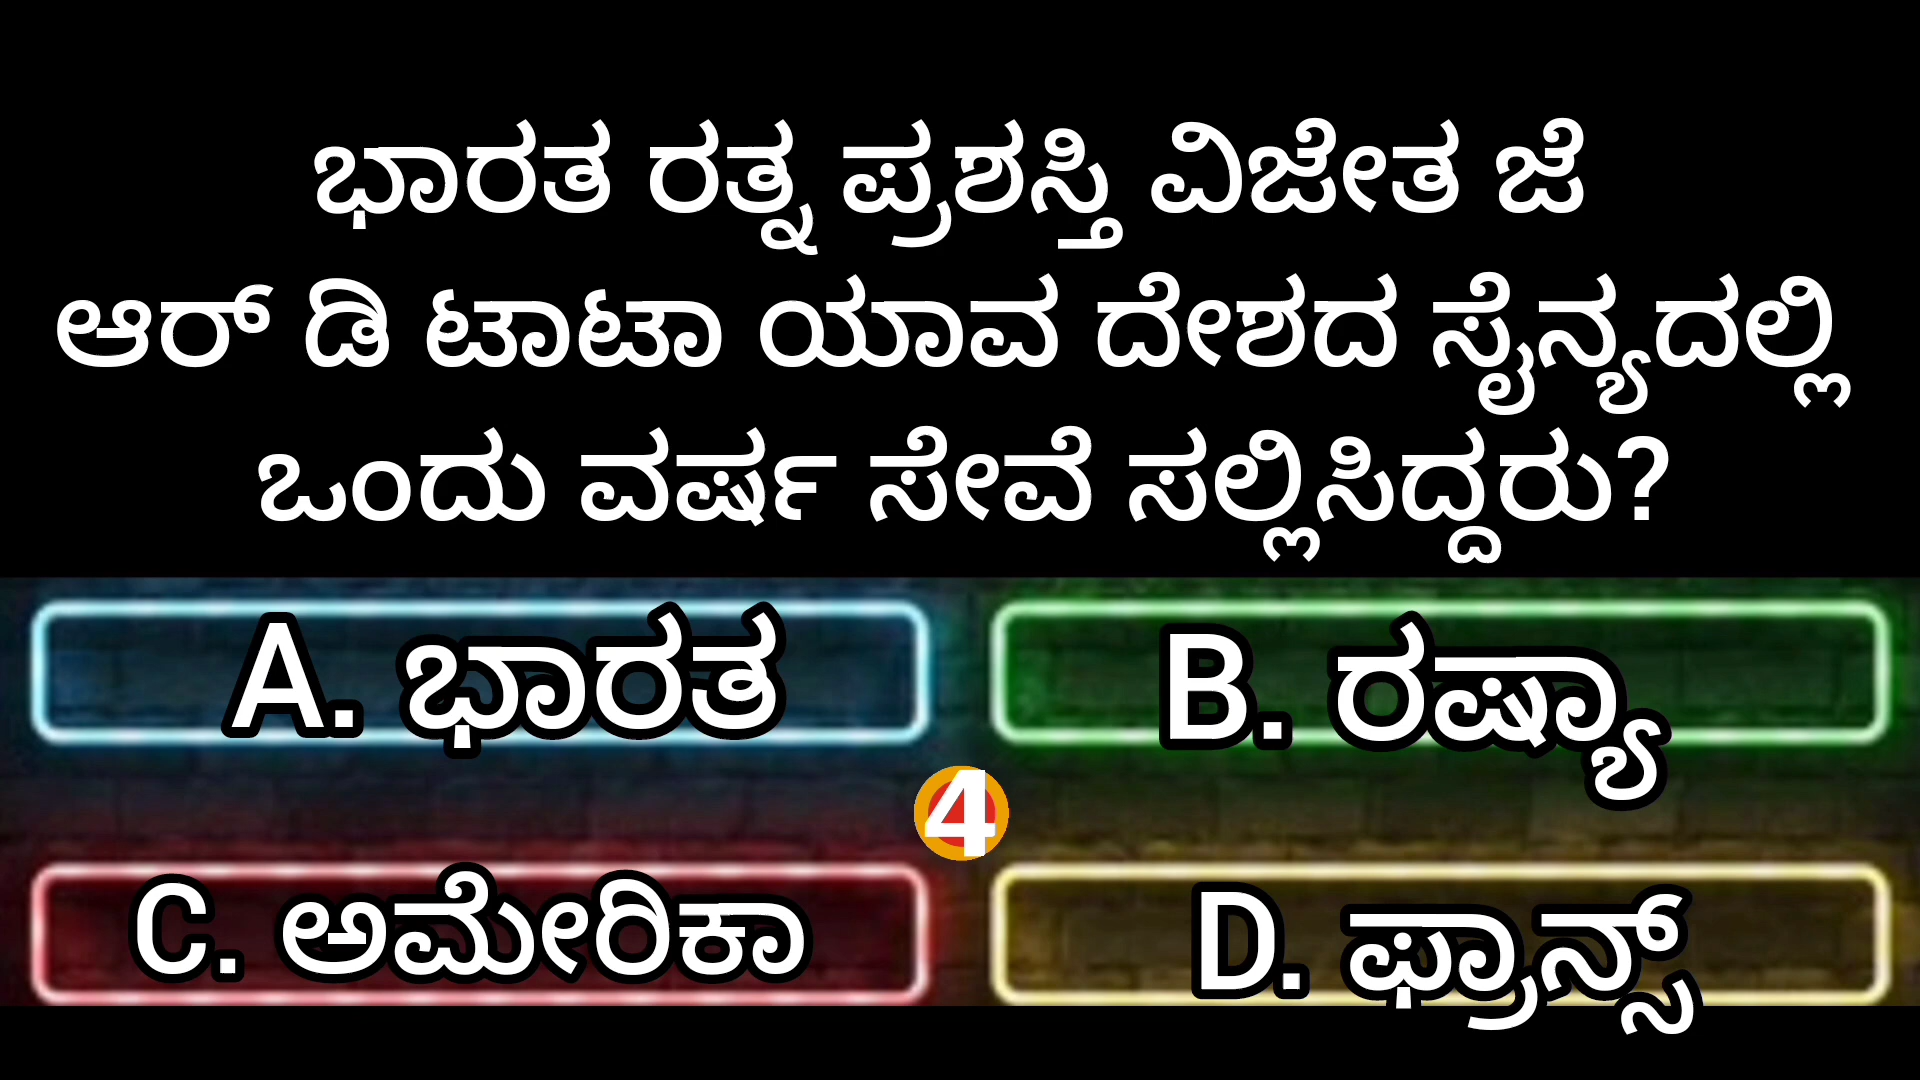 ಭಾರತ ರತ್ನ ಪ್ರಶಸ್ತಿ ವಿಜೇತ ಜೆ
ಆರ್ ಡಿ ಟಾಟಾ ಯಾವ ದೇಶದ ಸೈನ್ಯದಲ್ಲಿ
ಒಂದು ವರ್ಷ ಸೇವೆ ಸಲ್ಲಿಸಿದ್ದರು?
A. ಭಾರತ
B. ರಷ್ಯಾ
4
C. ಅಮೇರಿಕಾ
D. ಫ್ರಾನ್ಸ್